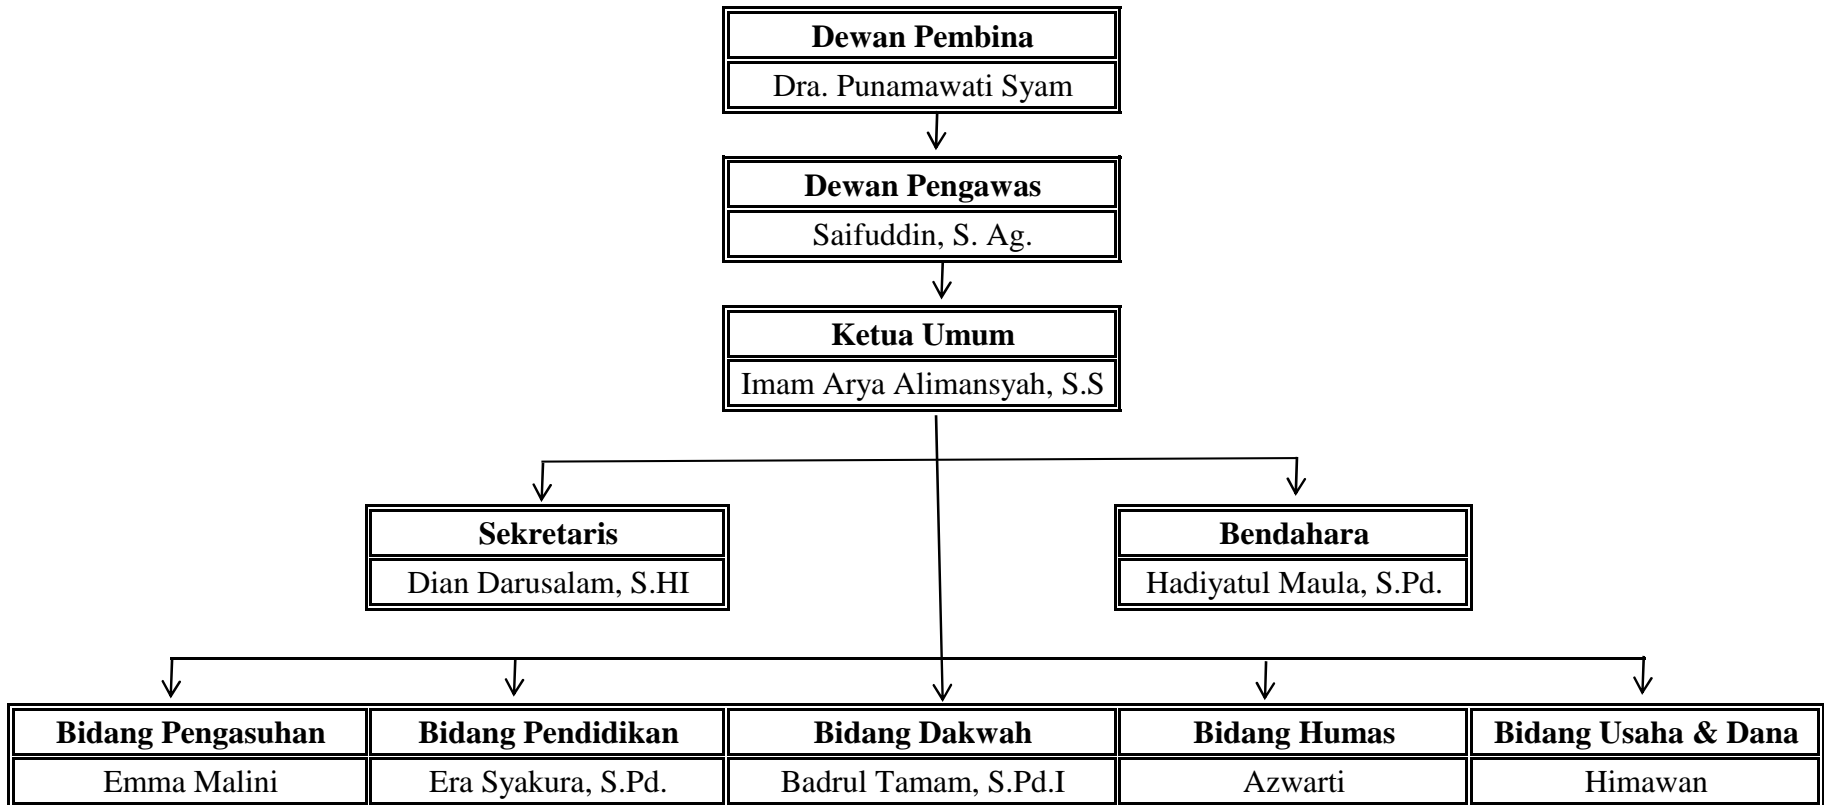 Dewan Pembina
Dra. Punamawati Syam
Dewan Pengawas
Saifuddin, S. Ag.
Ketua Umum
Imam Arya Alimansyah, S.S
Sekretaris
Dian Darusalam, S.HI
Bendahara
Hadiyatul Maula, S.Pd.
Bidang Pengasuhan
Emma Malini
Bidang Pendidikan
Era Syakura, S.Pd.
Bidang Dakwah
Badrul Tamam, S.Pd.I
Bidang Humas
Azwarti
Bidang Usaha & Dana
Himawan